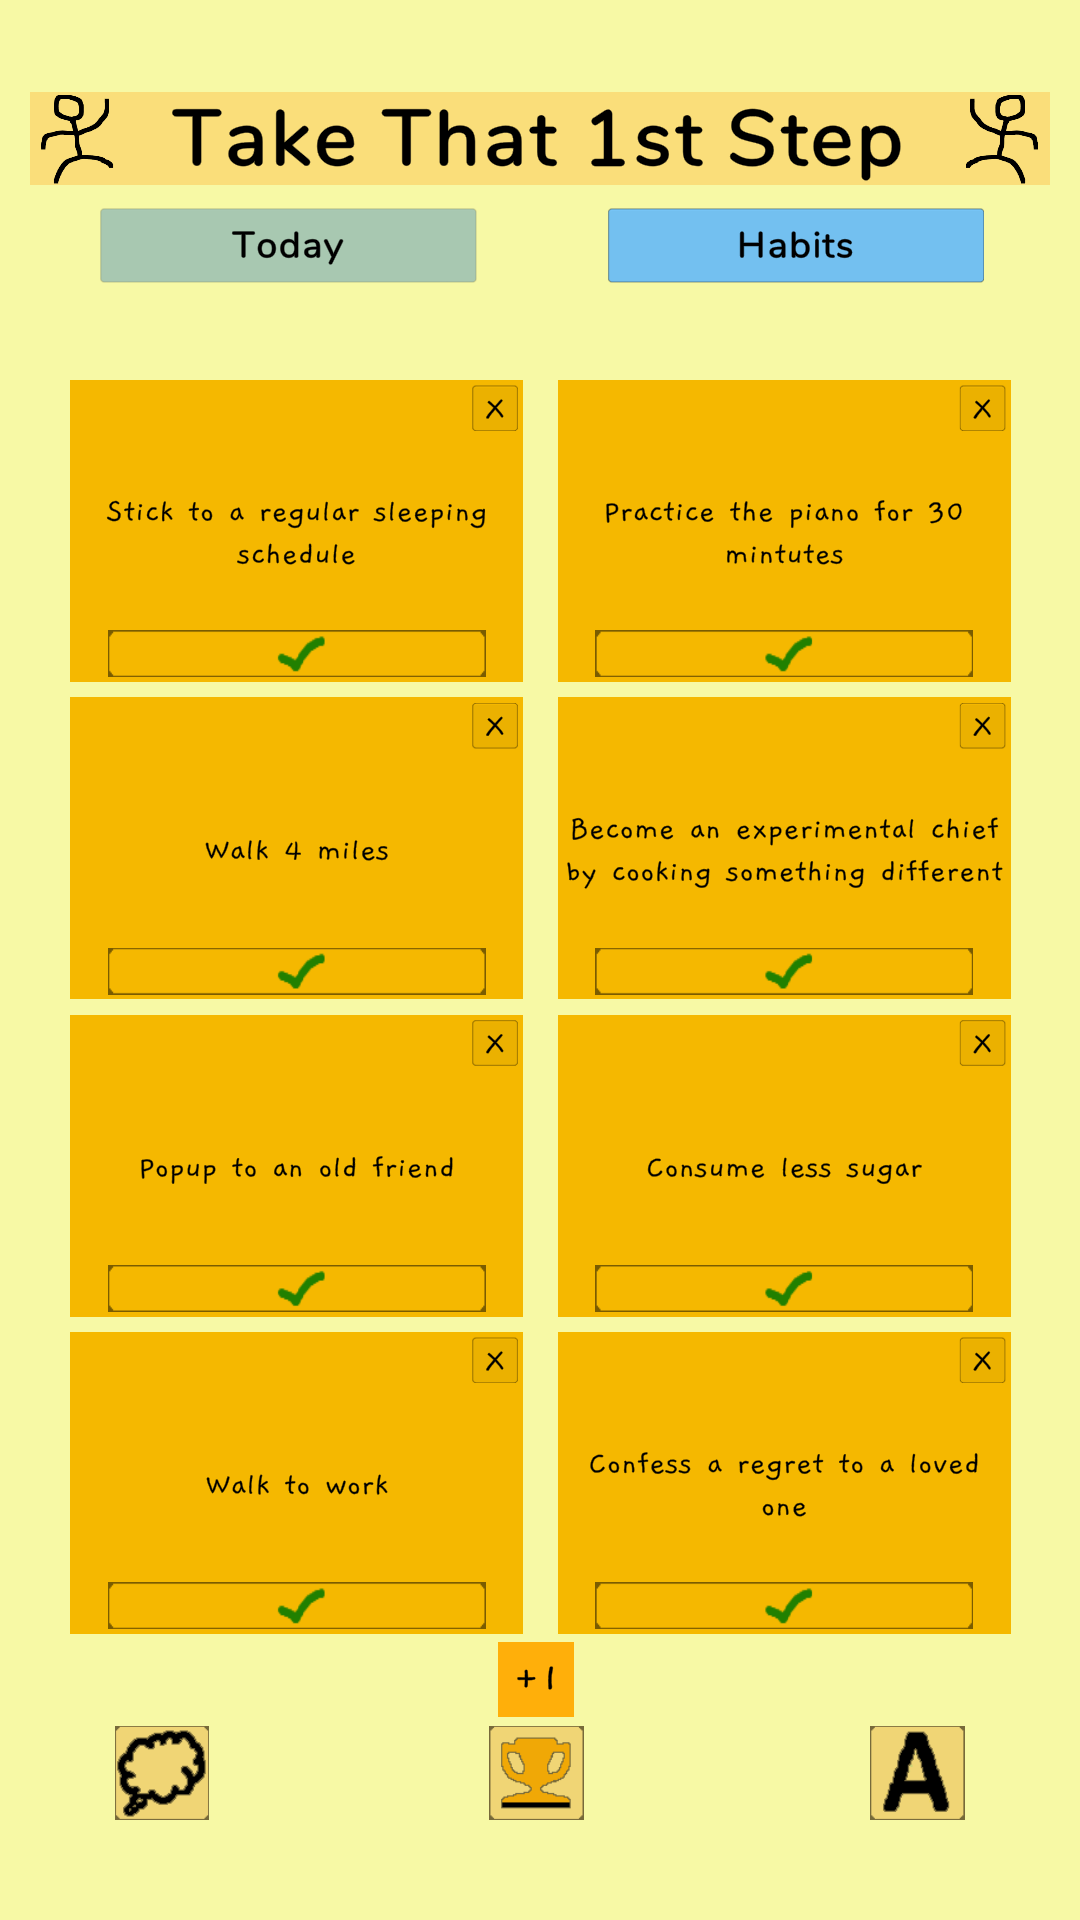 Take That 1st Step
Today
Habits
X
Stick to a regular sleeping
schedule
X
Practice the piano for 30
mintutes
X
Walk 4 miles
X
Become an experimental chief
by cooking something different
X
Popup to an old friend
X
Consume less sugar
X
Walk to work
X
Confess a regret to a loved
one
+1
A